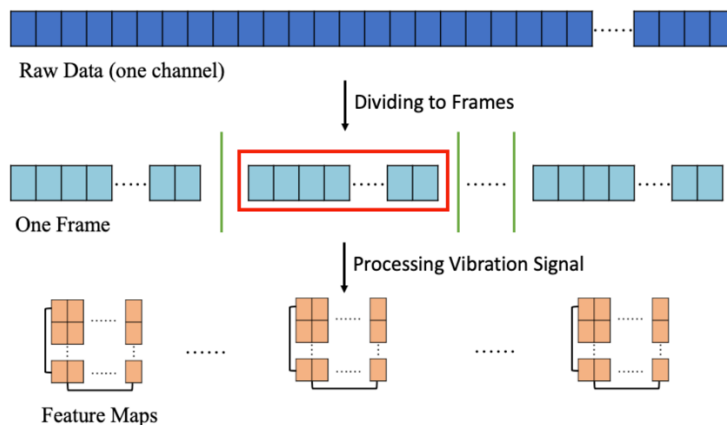 Raw Data (one channel)
Dividing to Frames
One Frame
Processing Vibration Signal
Feature Maps